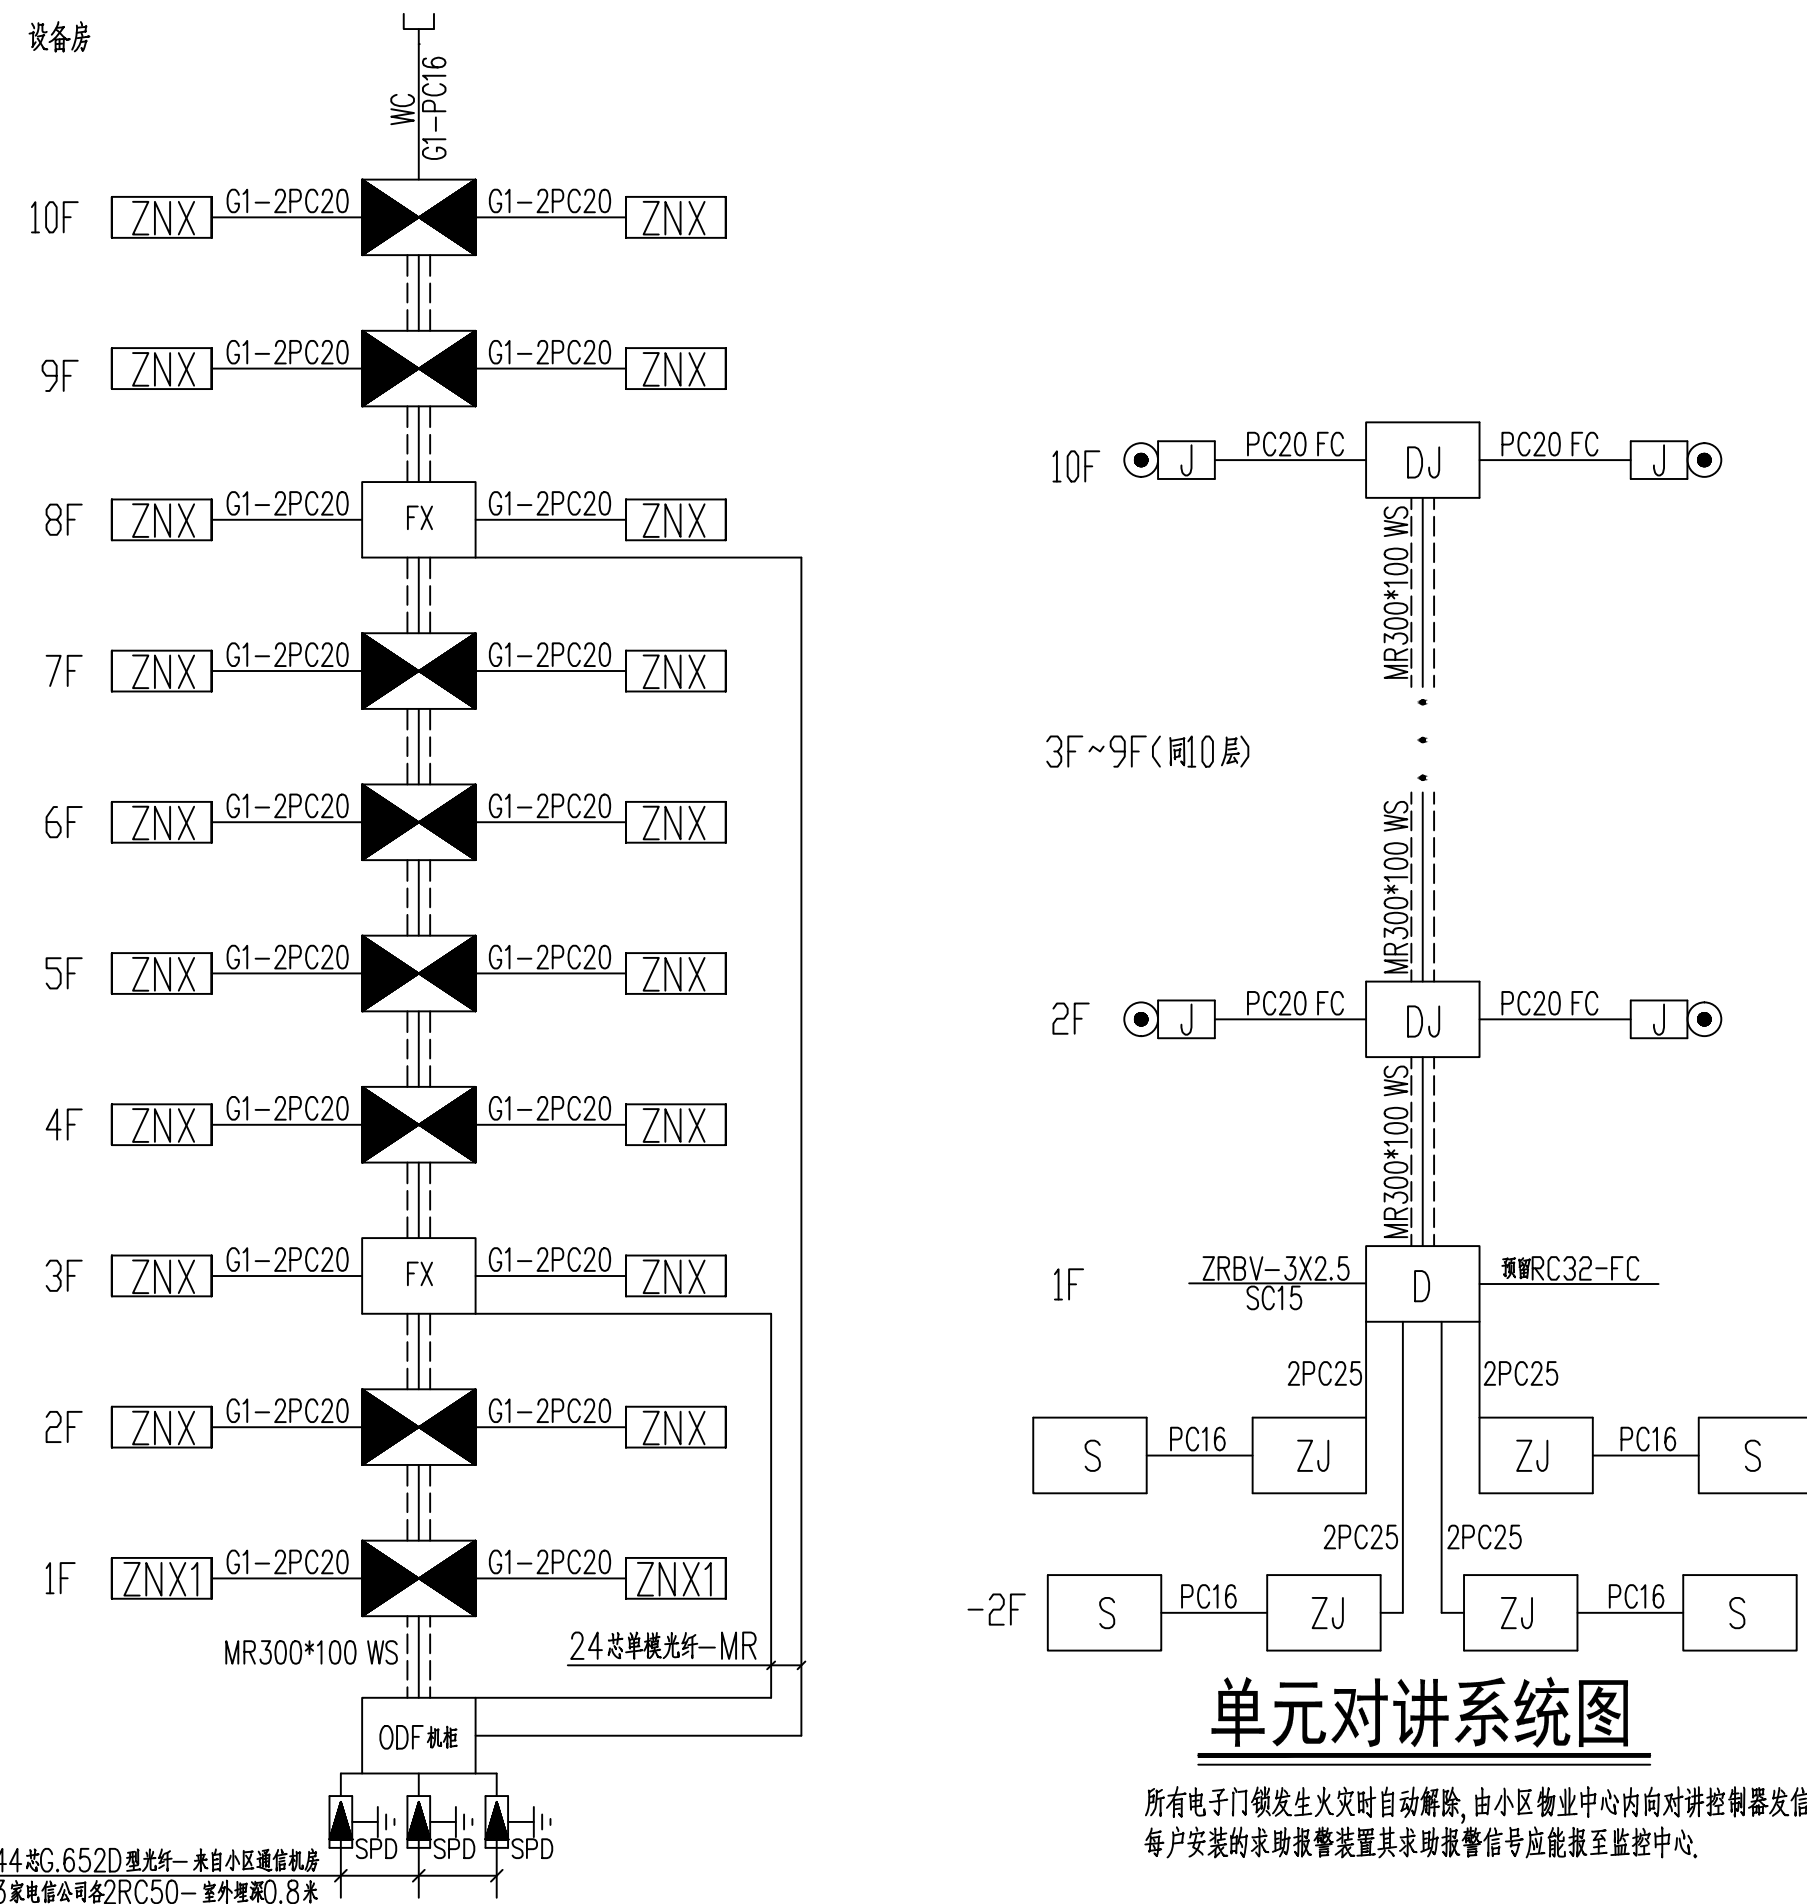 设备房
WC
G1-PC16
10F ZNX G1-2PC20 G1-2PC20 ZNX
9F ZNX G1-2PC20 G1-2PC20 ZNX
8F ZNX G1-2PC20 FX G1-2PC20 ZNX
7F ZNX G1-2PC20 G1-2PC20 ZNX
6F ZNX G1-2PC20 G1-2PC20 ZNX
5F ZNX G1-2PC20 G1-2PC20 ZNX
4F ZNX G1-2PC20 G1-2PC20 ZNX
3F ZNX G1-2PC20 FX G1-2PC20 ZNX
2F ZNX G1-2PC20 G1-2PC20 ZNX
1F ZNX1 G1-2PC20 G1-2PC20 ZNX1
MR300*100 WS
24芯单模光纤-MR
ODF机柜
SPD SPD SPD
44芯G.652D型光纤-来自小区通信机房
3家电信公司各2RC50-室外埋深0.8米
10F J PC20 FC DJ PC20 FC J
MR300*100 WS
3F~9F(同10层)
MR300*100 WS
2F J PC20 FC DJ PC20 FC J
MR300*100 WS
1F ZRBV-3X2.5 D 预留RC32-FC
SC15
2PC25 2PC25
S PC16 ZJ ZJ PC16 S
2PC25 2PC25
-2F S PC16 ZJ ZJ PC16 S
单元对讲系统图
所有电子门锁发生火灾时自动解除,由小区物业中心内向对讲控制器发信
每户安装的求助报警装置其求助报警信号应能报至监控中心.